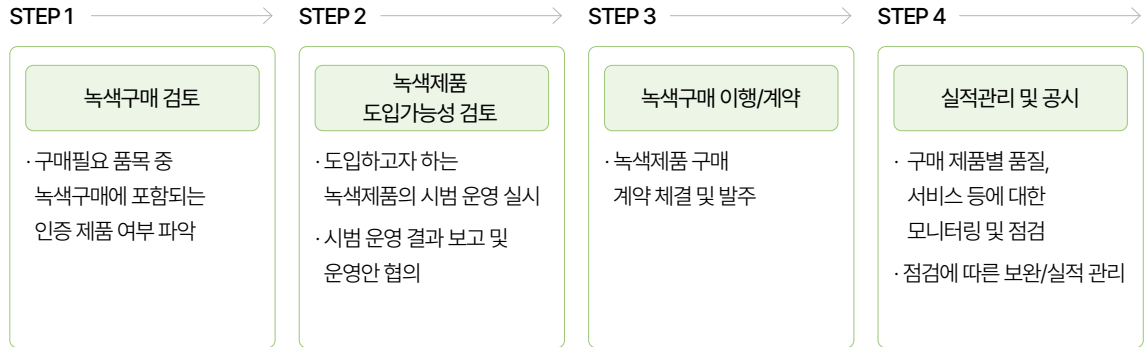 STEP 1
녹색구매 검토
· 구매필요 품목 중
녹색구매에 포함되는
인증 제품 여부 파악
STEP 2
녹색제품
도입가능성 검토
· 도입하고자 하는
녹색제품의 시범 운영 실시
· 시범 운영 결과 보고 및
운영안 협의
STEP 3
녹색구매 이행/계약
· 녹색제품 구매
계약 체결 및 발주
STEP 4
실적관리 및 공시
· 구매 제품별 품질,
서비스 등에 대한
모니터링 및 점검
· 점검에 따른 보완/실적 관리